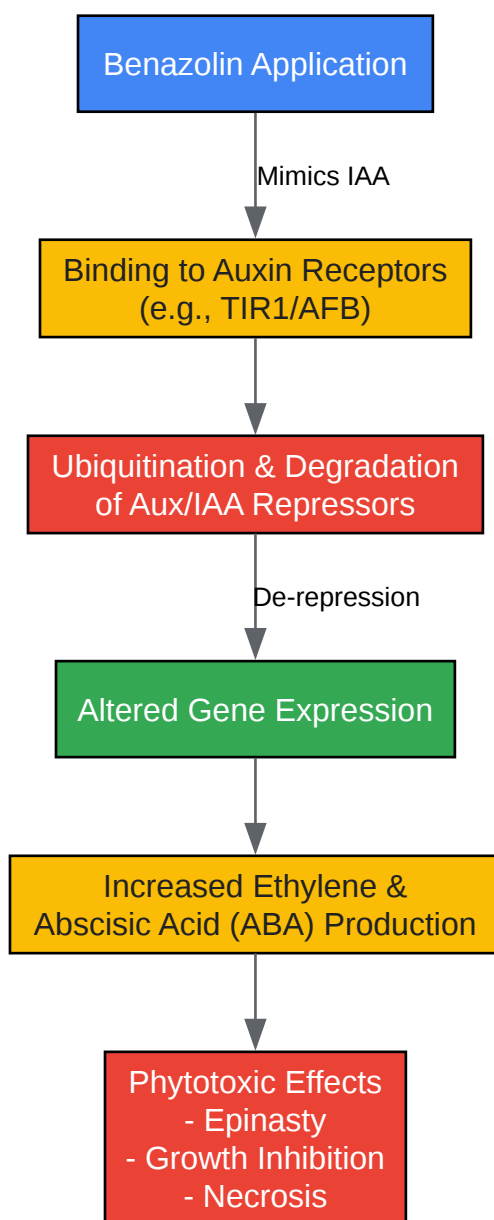 Benazolin Application
Mimics IAA
Binding to Auxin Receptors
(e.g., TIR1/AFB)
Ubiquitination & Degradation
of Aux/IAA Repressors
De-repression
Altered Gene Expression
Increased Ethylene &
Abscisic Acid (ABA) Production
Phytotoxic Effects
- Epinasty
- Growth Inhibition
- Necrosis